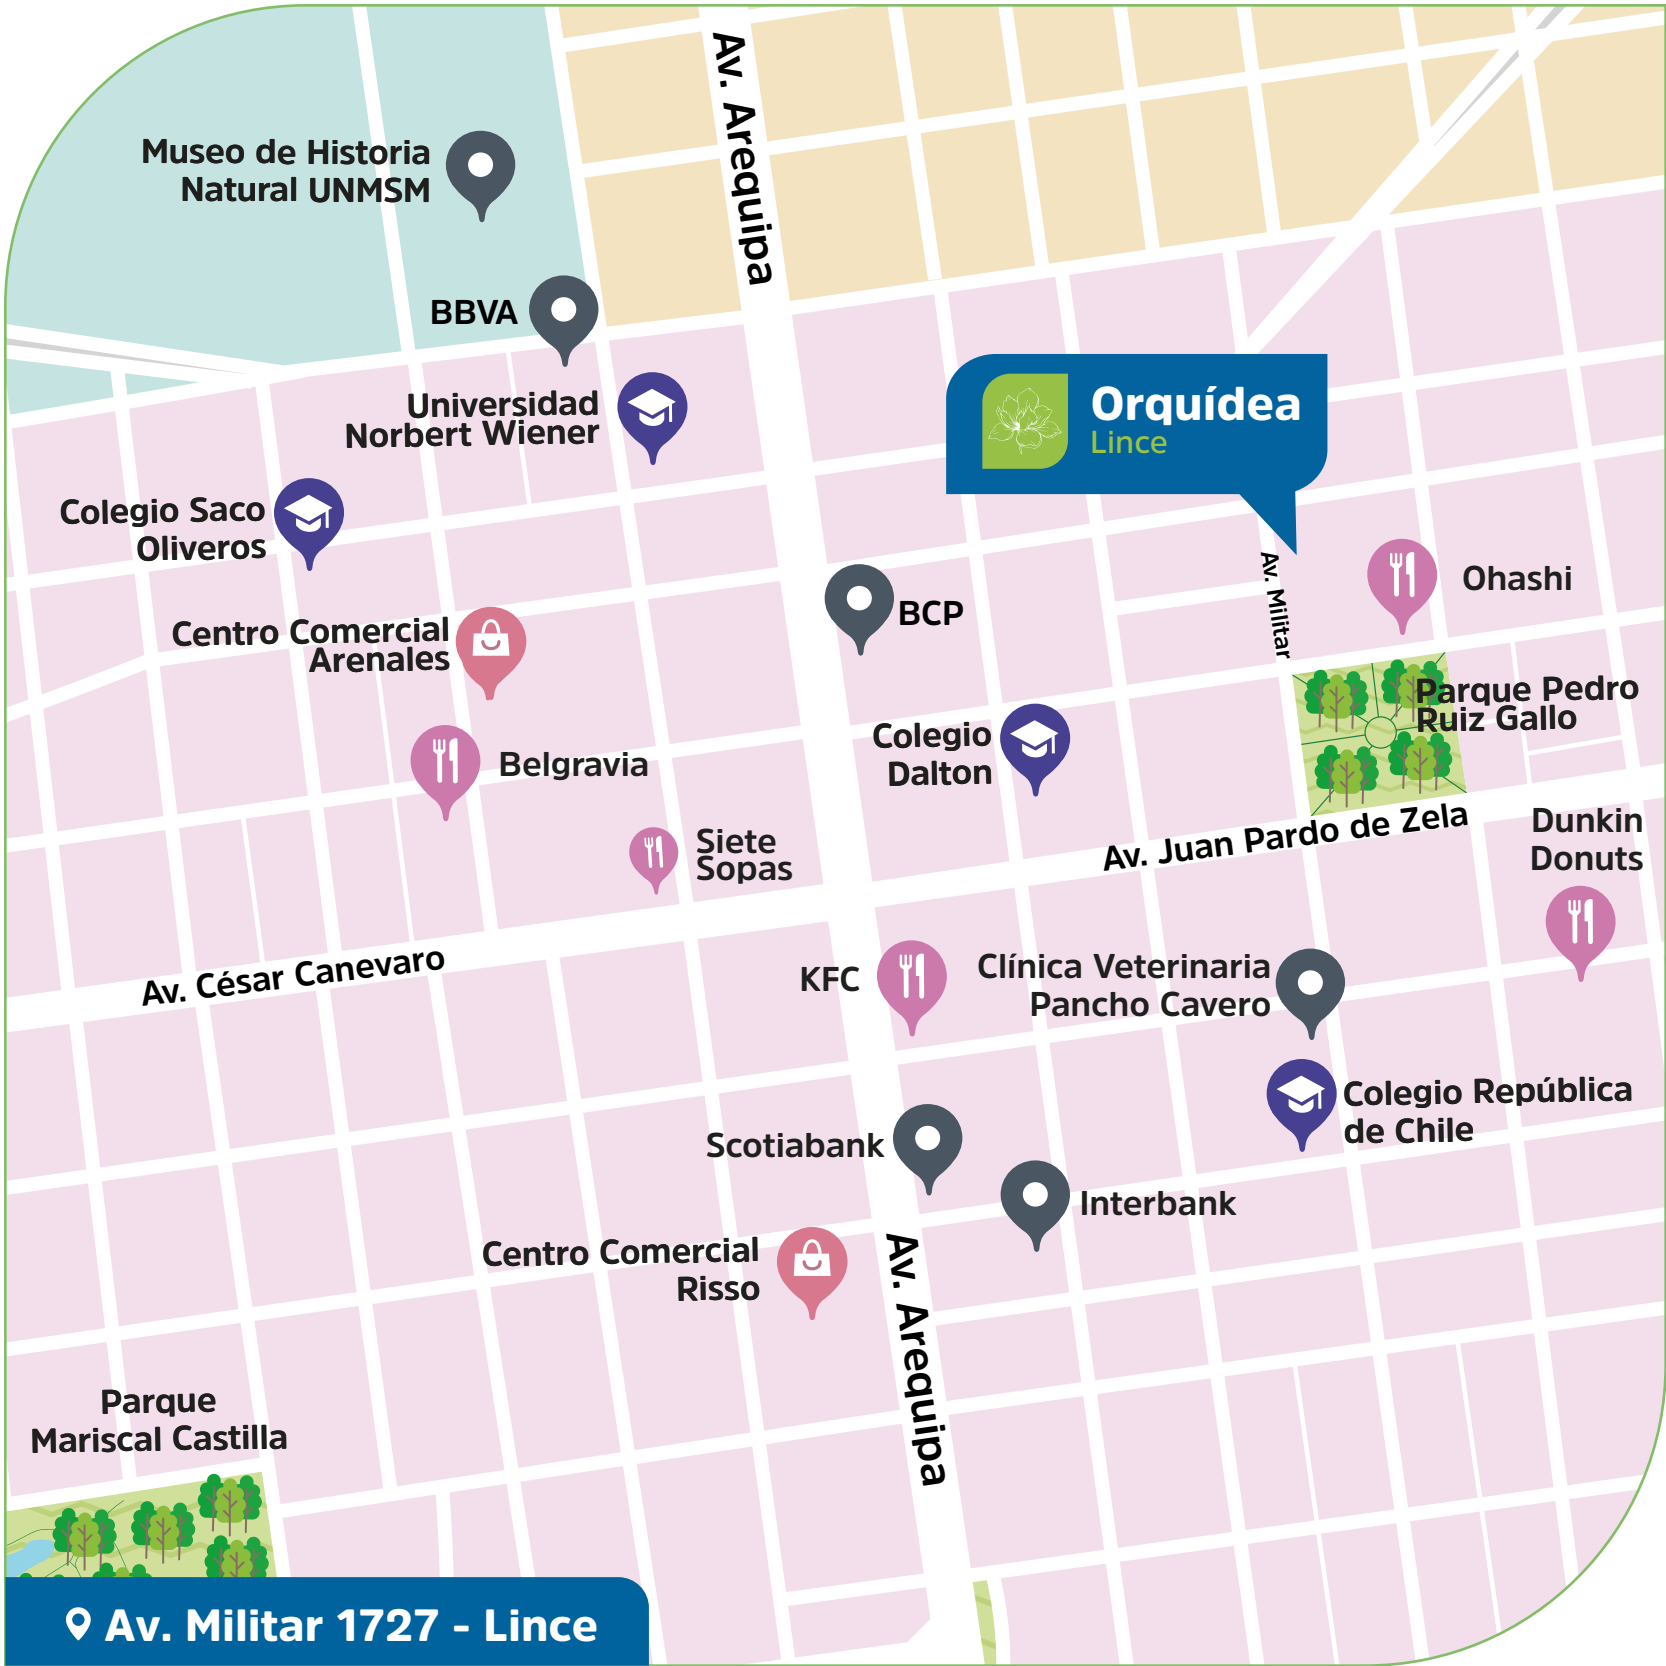 Av. Arequipa
Museo de Historia
Natural UNMSM
BBVA
Universidad
Norbert Wiener
Orquídea
Lince
Colegio Saco
Oliveros
Av. Militar
Ohashi
BCP
Centro Comercial
Arenales
Parque Pedro
Ruiz Gallo
Colegio
Dalton
Belgravia
Siete
Sopas
Av. Juan Pardo de Zela
Dunkin
Donuts
Av. César Canevaro
KFC
Clínica Veterinaria
Pancho Cavero
Colegio República
de Chile
Scotiabank
Interbank
Centro Comercial
Risso
Av. Arequipa
Parque
Mariscal Castilla
Av. Militar 1727 - Lince